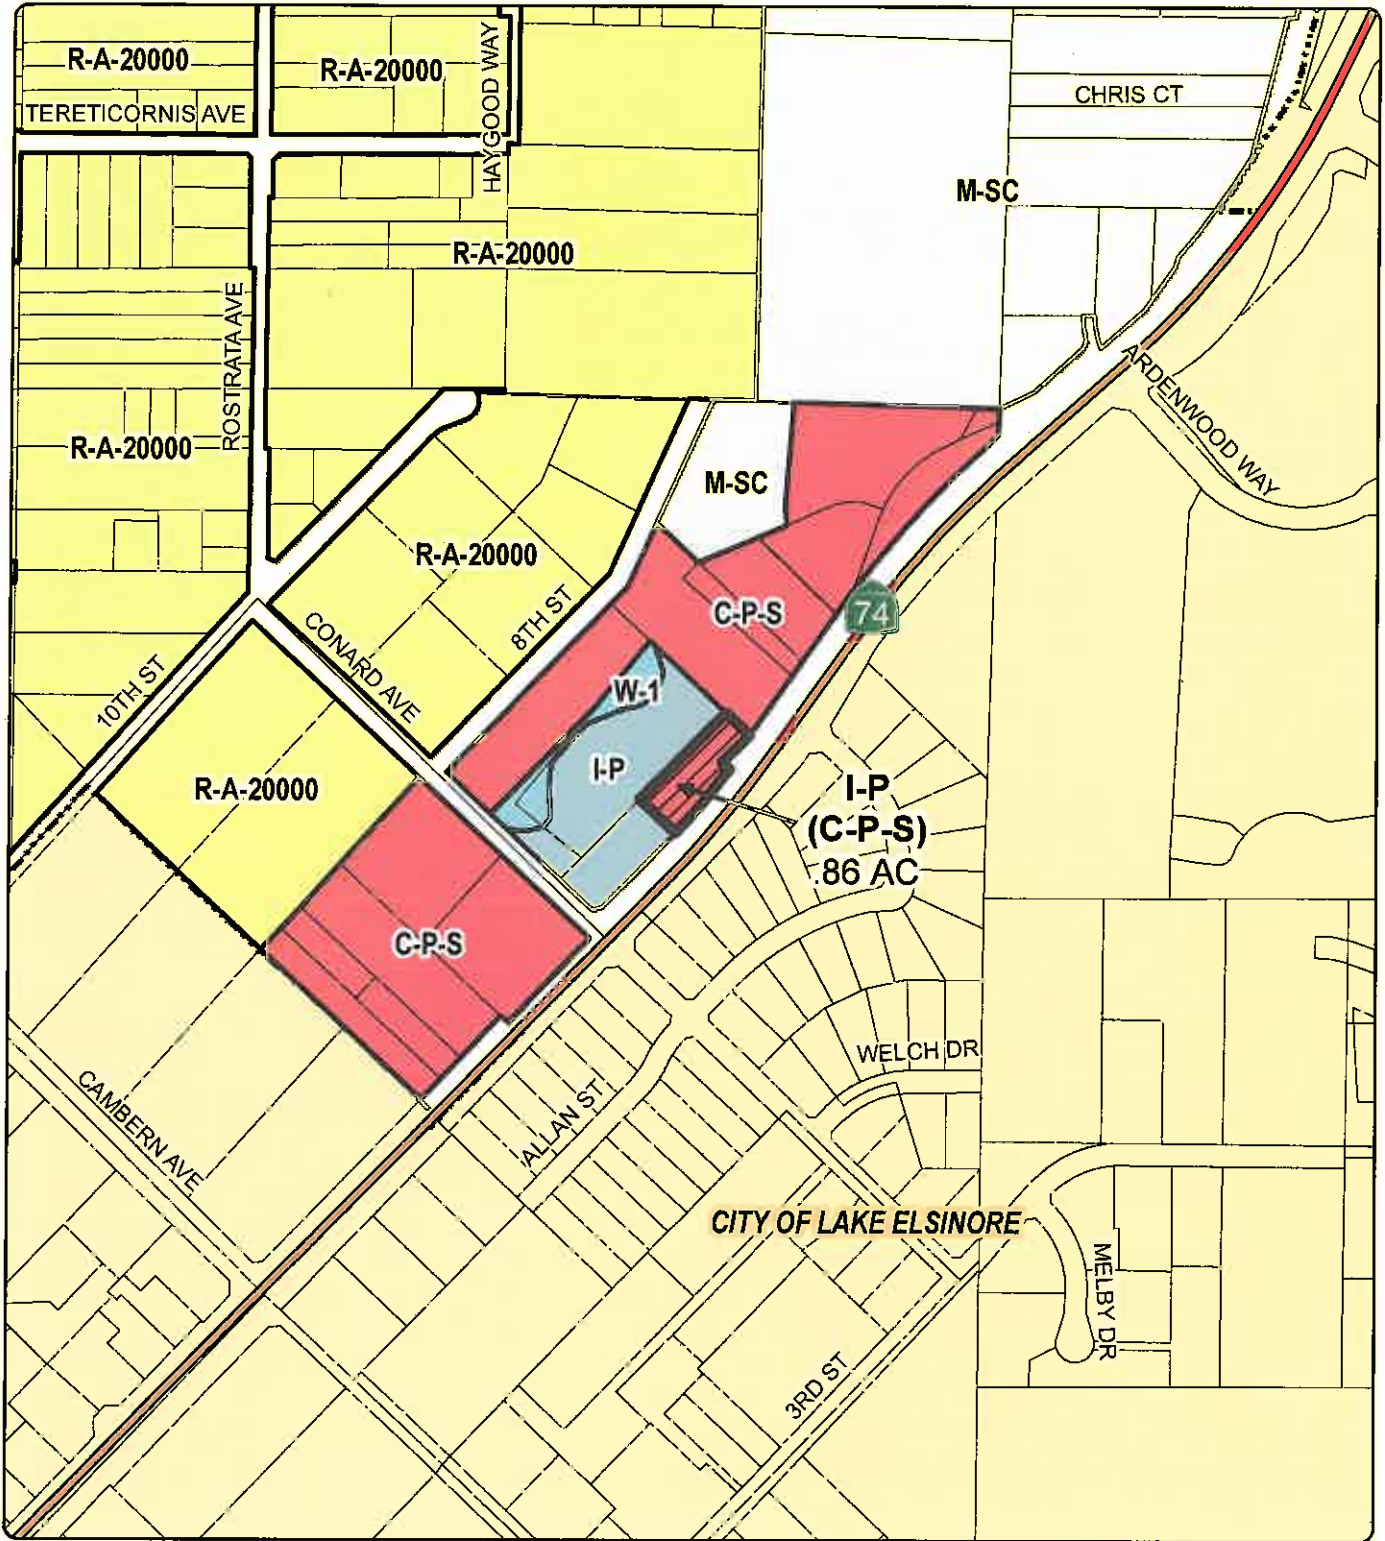 R-A-20000
R-A-20000
HAYGOOD WAY
TERETICORNIS AVE
CHRIS CT
M-SC
R-A-20000
ROSTRATA AVE
ARDENWOOD WAY
R-A-20000
M-SC
R-A-20000
8TH ST
C-P-S
74
CONARD AVE
10TH ST
W-1
I-P
R-A-20000
I-P
(C-P-S)
.86 AC
C-P-S
WELCH DR
ALLAN ST
CAMBERN AVE
CITY OF LAKE ELSINORE
MELBY DR
3RD ST